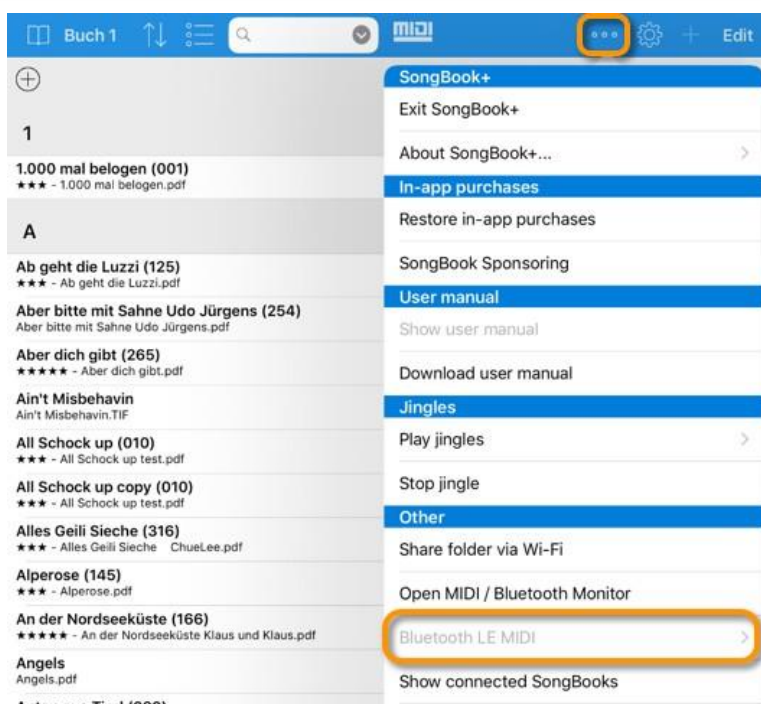 Buch 1
MIDI
Edit
1
1.000 mal belogen (001)
★★★ - 1.000 mal belogen.pdf
A
Ab geht die Luzzi (125)
★★★ - Ab geht die Luzzi.pdf
Aber bitte mit Sahne Udo Jürgens (254)
Aber bitte mit Sahne Udo Jürgens.pdf
Aber dich gibt (265)
★★★★★ - Aber dich gibt.pdf
Ain't Misbehavin
Ain't Misbehavin.TIF
All Schock up (010)
★★★ - All Schock up test.pdf
All Schock up copy (010)
★★★ - All Schock up test.pdf
Alles Geili Sieche (316)
★★★ - Alles Geili Sieche   ChueLee.pdf
Alperose (145)
★★★ - Alperose.pdf
An der Nordseeküste (166)
★★★★★ - An der Nordseeküste Klaus und Klaus.pdf
Angels
Angels.pdf
SongBook+
Exit SongBook+
About SongBook+...
In-app purchases
Restore in-app purchases
SongBook Sponsoring
User manual
Show user manual
Download user manual
Jingles
Play jingles
Stop jingle
Other
Share folder via Wi-Fi
Open MIDI / Bluetooth Monitor
Bluetooth LE MIDI
Show connected SongBooks